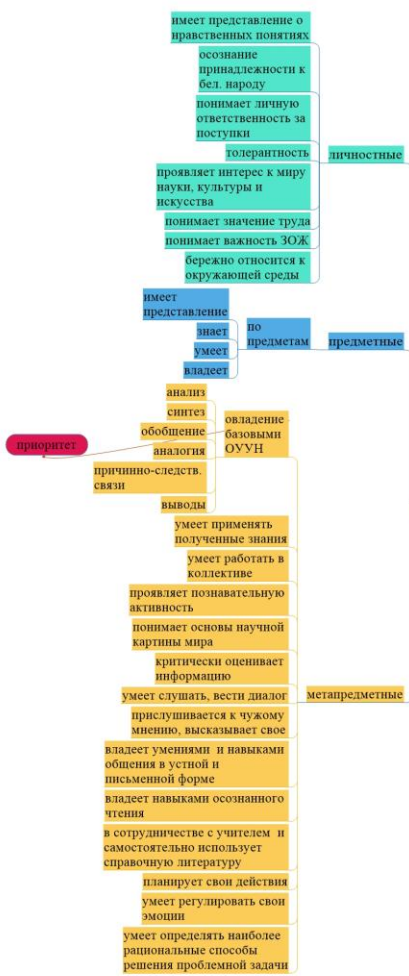 имеет представление о
нравственных понятиях
осознание
принадлежности к
бел. народу
понимает личную
ответственность за
поступки
толерантность
личностные
проявляет интерес к миру
науки, культуры и
искусства
понимает значение труда
понимает важность ЗОЖ
бережно относится к
окружающей среды
имеет
представление
знает
умеет
владеет
по
предметам
предметные
анализ
синтез
обобщение
аналогия
причинно-следств.
связи
выводы
овладение
базовыми
ОУУН
приоритет
умеет применять
полученные знания
умеет работать в
коллективе
проявляет познавательную
активность
понимает основы научной
картины мира
критически оценивает
информацию
умеет слушать, вести диалог
метапредметные
прислушивается к чужому
мнению, высказывает свое
владеет умениями и навыками
общения в устной и
письменной форме
владеет навыками осознанного
чтения
в сотрудничестве с учителем и
самостоятельно использует
справочную литературу
планирует свои действия
умеет регулировать свои
эмоции
умеет определять наиболее
рациональные способы
решения проблемной задачи